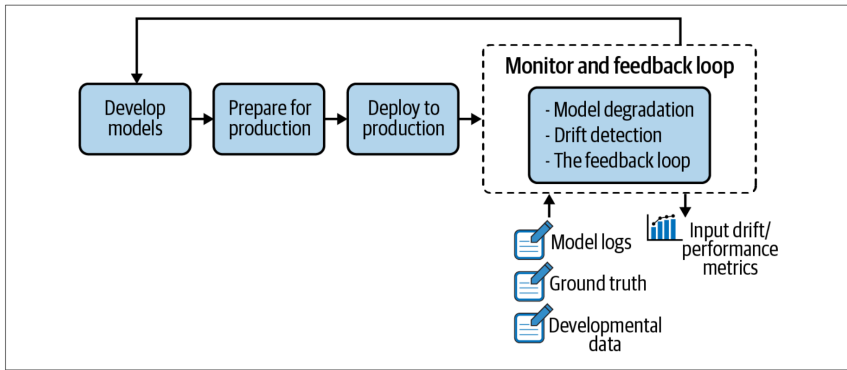 Monitor and feedback loop
Develop
models
Prepare for
production
Deploy to
production
- Model degradation
- Drift detection
- The feedback loop
Model logs
Ground truth
Developmental
data
Input drift/
performance
metrics